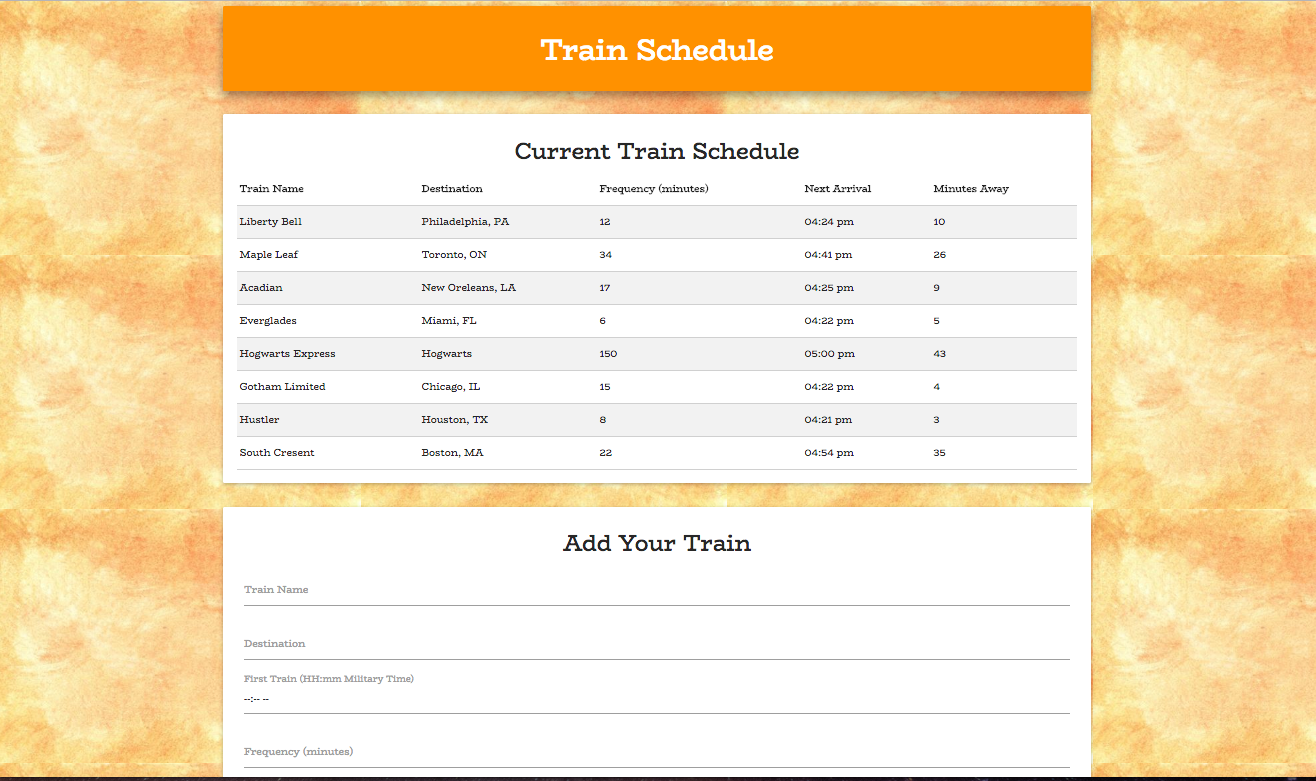 Train Schedule
Current Train Schedule
Train Name Destination Frequency (minutes) Next Arrival Minutes Away
Liberty Bell Philadelphia, PA 12 04:24 pm 10
Maple Leaf Toronto, ON 34 04:41 pm 26
Acadian New Oreleans, LA 17 04:25 pm 9
Everglades Miami, FL 6 04:22 pm 5
Hogwarts Express Hogwarts 150 05:00 pm 43
Gotham Limited Chicago, IL 15 04:22 pm 4
Hustler Houston, TX 8 04:21 pm 3
South Cresent Boston, MA 22 04:54 pm 35
Add Your Train
Train Name
Destination
First Train (HH:mm Military Time)
--:-- --
Frequency (minutes)